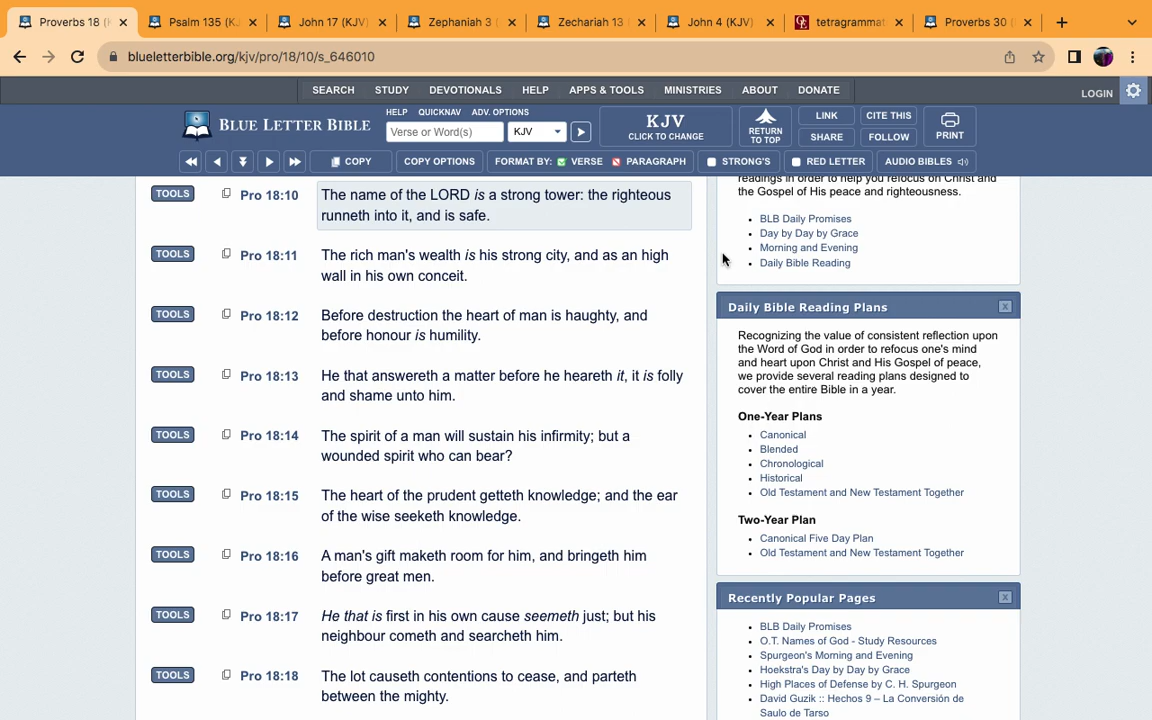 Proverbs 18 (K
Psalm 135 (KJ
John 17 (KJV)
Zephaniah 3 (
Zechariah 13
John 4 (KJV)
tetragrammat
Proverbs 30 (
blueletterbible.org/kjv/pro/18/10/s_646010
SEARCH STUDY DEVOTIONALS HELP APPS & TOOLS MINISTRIES ABOUT DONATE
LOGIN
BLUE LETTER BIBLE
HELP QUICKNAV ADV. OPTIONS
Verse or Word(s) KJV
KJV
CLICK TO CHANGE
RETURN
TO TOP
LINK CITE THIS
SHARE FOLLOW
PRINT
COPY COPY OPTIONS FORMAT BY: VERSE PARAGRAPH STRONG'S RED LETTER AUDIO BIBLES
TOOLS Pro 18:10 The name of the LORD is a strong tower: the righteous
runneth into it, and is safe.
TOOLS Pro 18:11 The rich man's wealth is his strong city, and as an high
wall in his own conceit.
TOOLS Pro 18:12 Before destruction the heart of man is haughty, and
before honour is humility.
TOOLS Pro 18:13 He that answereth a matter before he heareth it, it is folly
and shame unto him.
TOOLS Pro 18:14 The spirit of a man will sustain his infirmity; but a
wounded spirit who can bear?
TOOLS Pro 18:15 The heart of the prudent getteth knowledge; and the ear
of the wise seeketh knowledge.
TOOLS Pro 18:16 A man's gift maketh room for him, and bringeth him
before great men.
TOOLS Pro 18:17 He that is first in his own cause seemeth just; but his
neighbour cometh and searcheth him.
TOOLS Pro 18:18 The lot causeth contentions to cease, and parteth
between the mighty.
readings in order to help you refocus on Christ and
the Gospel of His peace and righteousness.
BLB Daily Promises
Day by Day by Grace
Morning and Evening
Daily Bible Reading
Daily Bible Reading Plans
Recognizing the value of consistent reflection upon
the Word of God in order to refocus one's mind
and heart upon Christ and His Gospel of peace,
we provide several reading plans designed to
cover the entire Bible in a year.
One-Year Plans
Canonical
Blended
Chronological
Historical
Old Testament and New Testament Together
Two-Year Plan
Canonical Five Day Plan
Old Testament and New Testament Together
Recently Popular Pages
BLB Daily Promises
O.T. Names of God - Study Resources
Spurgeon's Morning and Evening
Hoekstra's Day by Day by Grace
High Places of Defense by C. H. Spurgeon
David Guzik :: Hechos 9 – La Conversión de
Saulo de Tarso